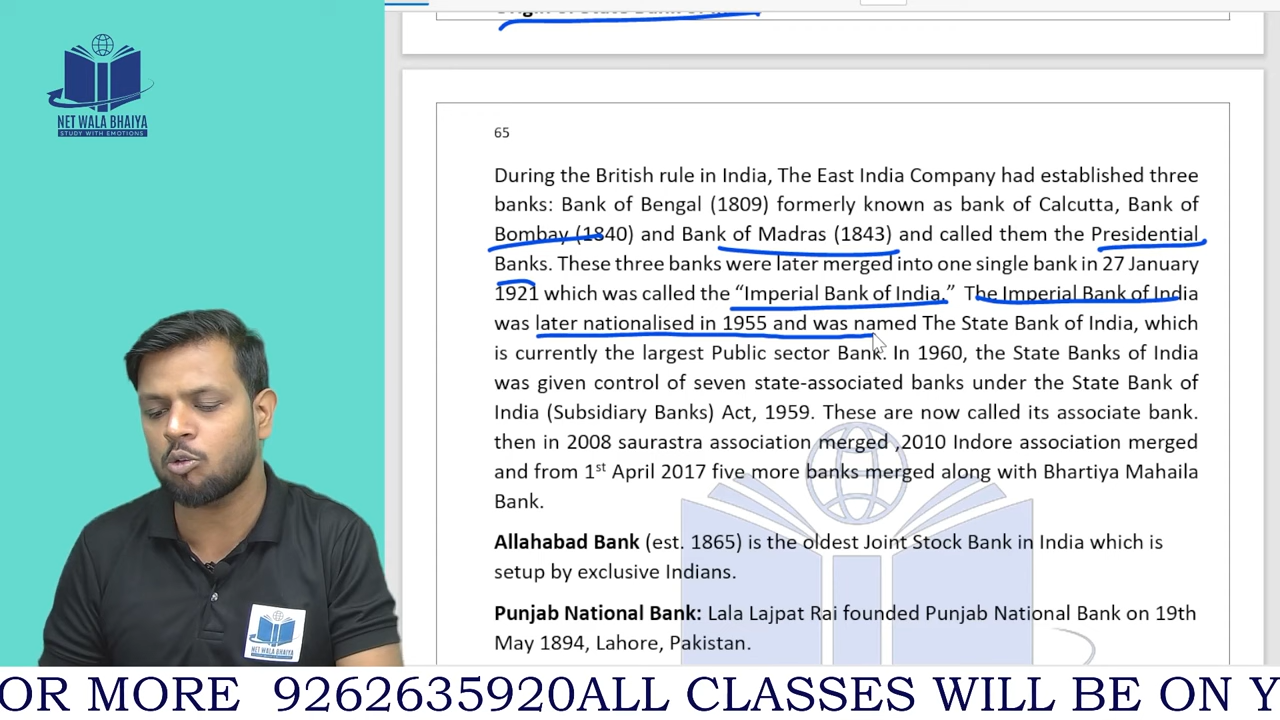 NET WALA BHAIYA
STUDY WITH EMOTIONS
65
During the British rule in India, The East India Company had established three
banks: Bank of Bengal (1809) formerly known as bank of Calcutta, Bank of
Bombay (1840) and Bank of Madras (1843) and called them the Presidential
Banks. These three banks were later merged into one single bank in 27 January
1921 which was called the “Imperial Bank of India.” The Imperial Bank of India
was later nationalised in 1955 and was named The State Bank of India, which
is currently the largest Public sector Bank. In 1960, the State Banks of India
was given control of seven state-associated banks under the State Bank of
India (Subsidiary Banks) Act, 1959. These are now called its associate bank.
then in 2008 saurastra association merged ,2010 Indore association merged
and from 1st April 2017 five more banks merged along with Bhartiya Mahaila
Bank.
Allahabad Bank (est. 1865) is the oldest Joint Stock Bank in India which is
setup by exclusive Indians.
Punjab National Bank: Lala Lajpat Rai founded Punjab National Bank on 19th
May 1894, Lahore, Pakistan.
NET WALA BHAIYA
OR MORE 9262635920ALL CLASSES WILL BE ON Y